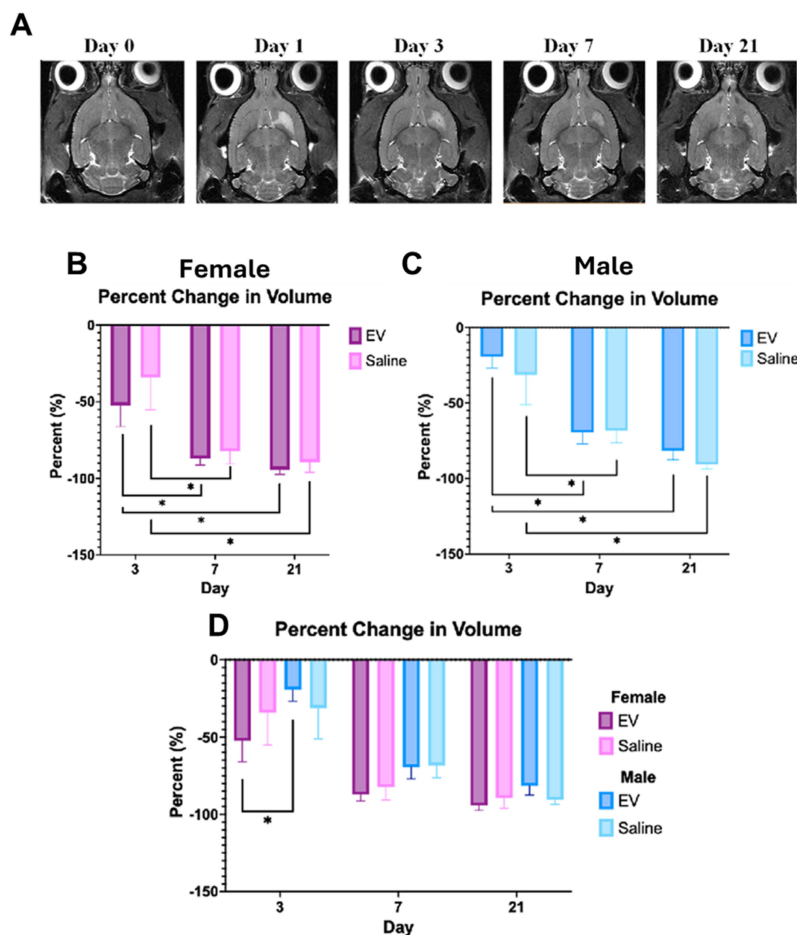 A
Day 0 Day 1 Day 3 Day 7 Day 21
B Female
Percent Change in Volume
EV
Saline
Percent (%)
0
-50
-100
-150
* * * *
3 7 21
Day
C Male
Percent Change in Volume
EV
Saline
Percent (%)
0
-50
-100
-150
* * * *
3 7 21
Day
D Percent Change in Volume
Percent (%)
0
-50
-100
-150
*
3 7 21
Day
Female
EV
Saline
Male
EV
Saline